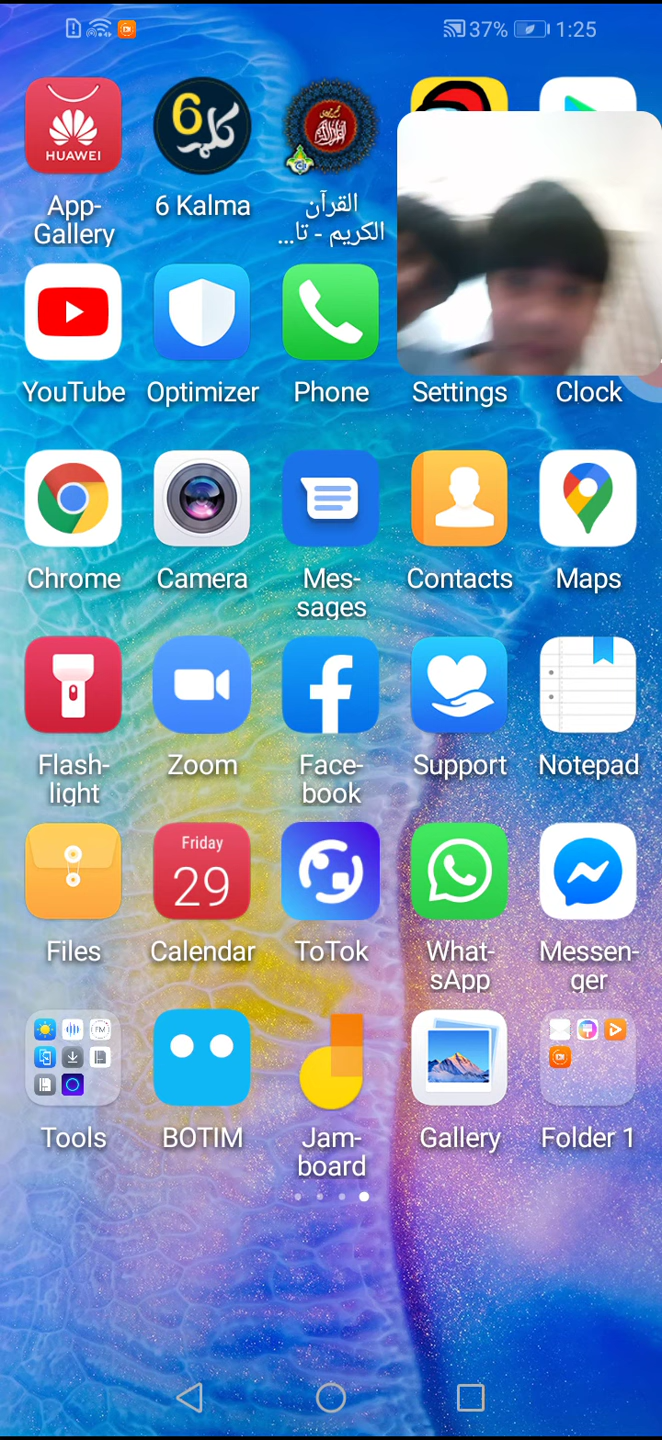 37% 1:25
HUAWEI
6 کلمہ
App-
Gallery
6 Kalma
القرآن
الكريم - تا...
YouTube
Optimizer
Phone
Settings
Clock
Chrome
Camera
Mes-
sages
Contacts
Maps
Flash-
light
Zoom
Face-
book
Support
Notepad
Friday
29
Files
Calendar
ToTok
What-
sApp
Messen-
ger
FM
Tools
BOTIM
Jam-
board
Gallery
Folder 1